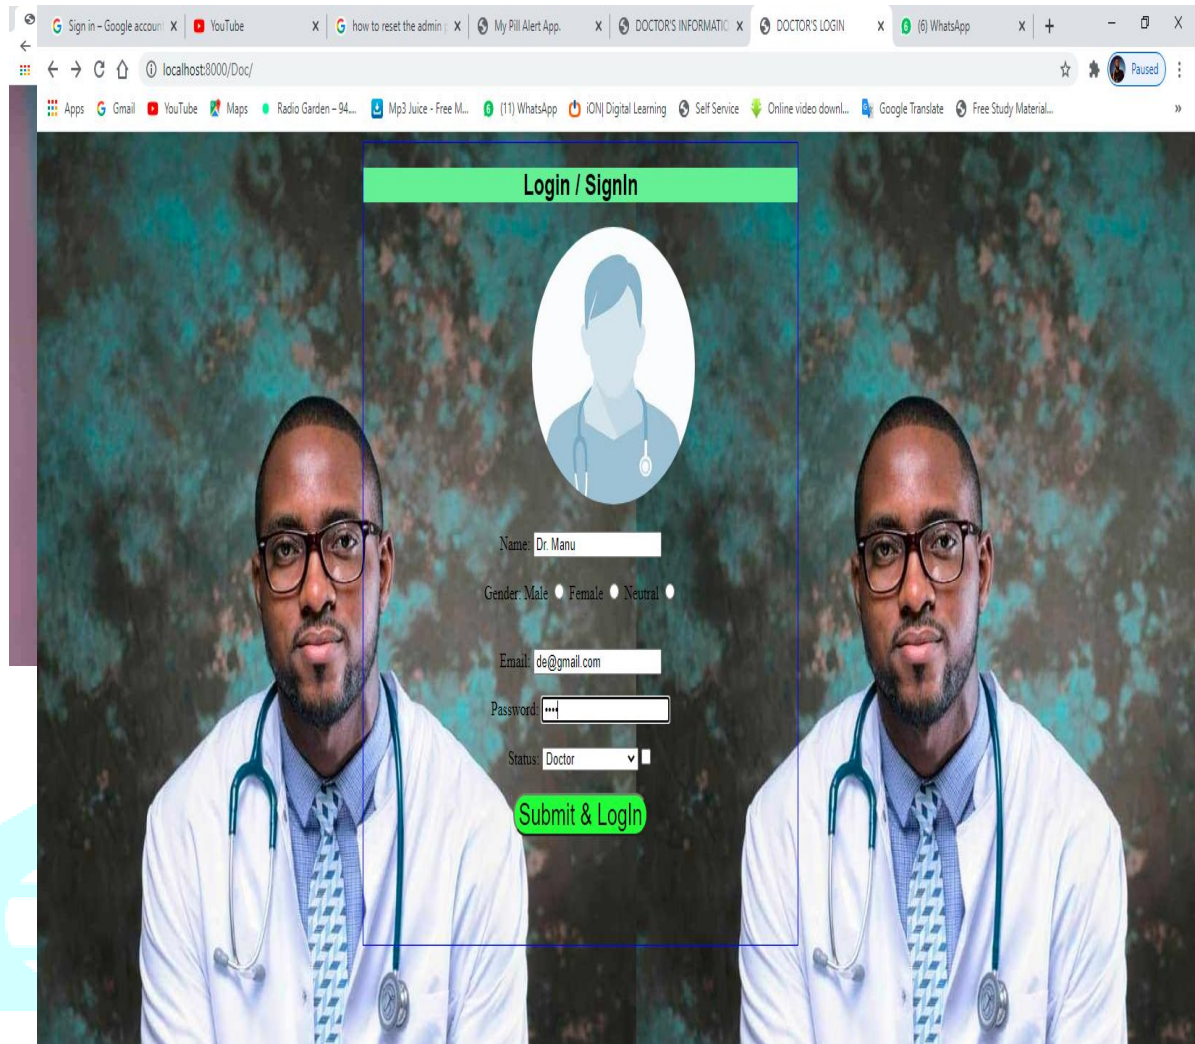 Sign in – Google account
YouTube
how to reset the admin p
My Pill Alert App.
DOCTOR'S INFORMATIO
DOCTOR'S LOGIN
(6) WhatsApp
localhost:8000/Doc/
Paused
Apps
Gmail
YouTube
Maps
Radio Garden – 94....
Mp3 Juice - Free M...
(11) WhatsApp
iON| Digital Learning
Self Service
Online video downl...
Google Translate
Free Study Material...
»
Login / SignIn
Name: Dr. Manu
Gender: Male Female Neutral
Email: de@gmail.com
Password: ••••
Status: Doctor
Submit & LogIn